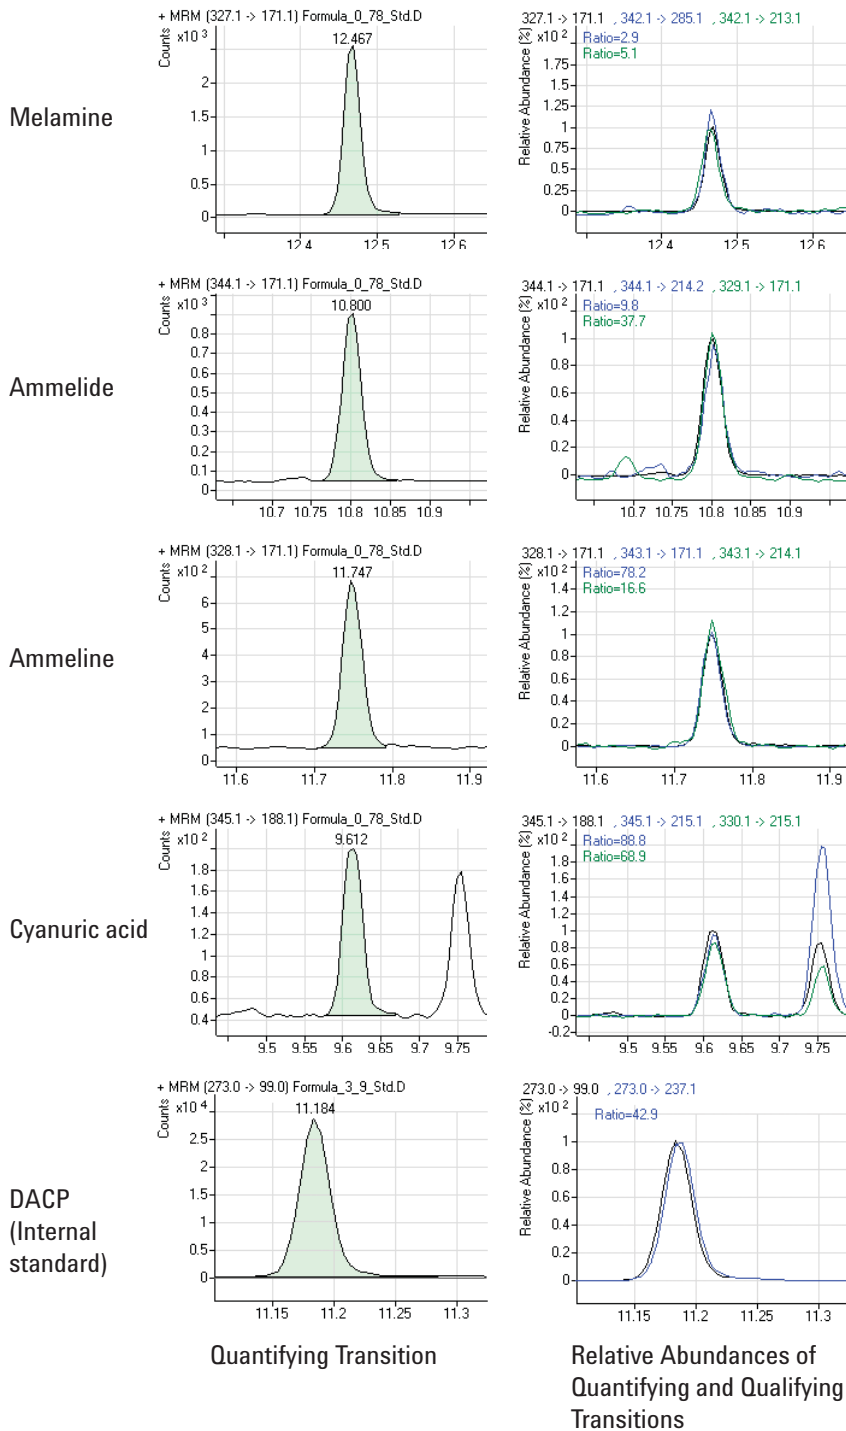 + MRM (327.1 -> 171.1) Formula_0_78_Std.D
Counts
x10 3
12.467
2
1.5
1
0.5
0
12.4 12.5 12.6
327.1 -> 171.1 , 342.1 -> 285.1 , 342.1 -> 213.1
Relative Abundance (%)
x10 2
Ratio=2.9
Ratio=5.1
1.75
1.5
1.25
1
0.75
0.5
0.25
0
12.4 12.5 12.6
Melamine
+ MRM (344.1 -> 171.1) Formula_0_78_Std.D
Counts
x10 3
10.800
0.8
0.7
0.6
0.5
0.4
0.3
0.2
0.1
0
10.7 10.75 10.8 10.85 10.9
344.1 -> 171.1 , 344.1 -> 214.2 , 329.1 -> 171.1
Relative Abundance (%)
x10 2
Ratio=9.8
Ratio=37.7
1
0.8
0.6
0.4
0.2
0
10.7 10.75 10.8 10.85 10.9
Ammelide
+ MRM (328.1 -> 171.1) Formula_0_78_Std.D
Counts
x10 2
11.747
6
5
4
3
2
1
0
11.6 11.7 11.8 11.9
328.1 -> 171.1 , 343.1 -> 171.1 , 343.1 -> 214.1
Relative Abundance (%)
x10 2
Ratio=78.2
Ratio=16.6
1.4
1.2
1
0.8
0.6
0.4
0.2
0
11.6 11.7 11.8 11.9
Ammeline
+ MRM (345.1 -> 188.1) Formula_0_78_Std.D
Counts
x10 2
9.612
1.8
1.6
1.4
1.2
1
0.8
0.6
0.4
9.5 9.55 9.6 9.65 9.7 9.75
345.1 -> 188.1 , 345.1 -> 215.1 , 330.1 -> 215.1
Relative Abundance (%)
x10 2
Ratio=88.8
Ratio=68.9
1.8
1.6
1.4
1.2
1
0.8
0.6
0.4
0.2
0
-0.2
9.5 9.55 9.6 9.65 9.7 9.75
Cyanuric acid
+ MRM (273.0 -> 99.0) Formula_3_9_Std.D
Counts
x10 4
11.184
2.5
2
1.5
1
0.5
0
11.15 11.2 11.25 11.3
273.0 -> 99.0 , 273.0 -> 237.1
Relative Abundance (%)
x10 2
Ratio=42.9
1
0.8
0.6
0.4
0.2
0
11.15 11.2 11.25 11.3
DACP
(Internal
standard)
Quantifying Transition
Relative Abundances of
Quantifying and Qualifying
Transitions